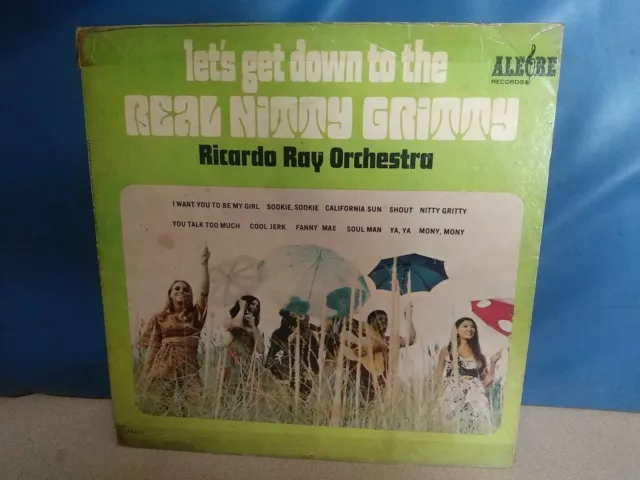 let's get down to the
REAL NITTY GRITTY
ALEGRE
RECORDS
Ricardo Ray Orchestra
I WANT YOU TO BE MY GIRL SOOKIE, SOOKIE CALIFORNIA SUN SHOUT NITTY GRITTY
YOU TALK TOO MUCH COOL JERK FANNY MAE SOUL MAN YA, YA MONY, MONY